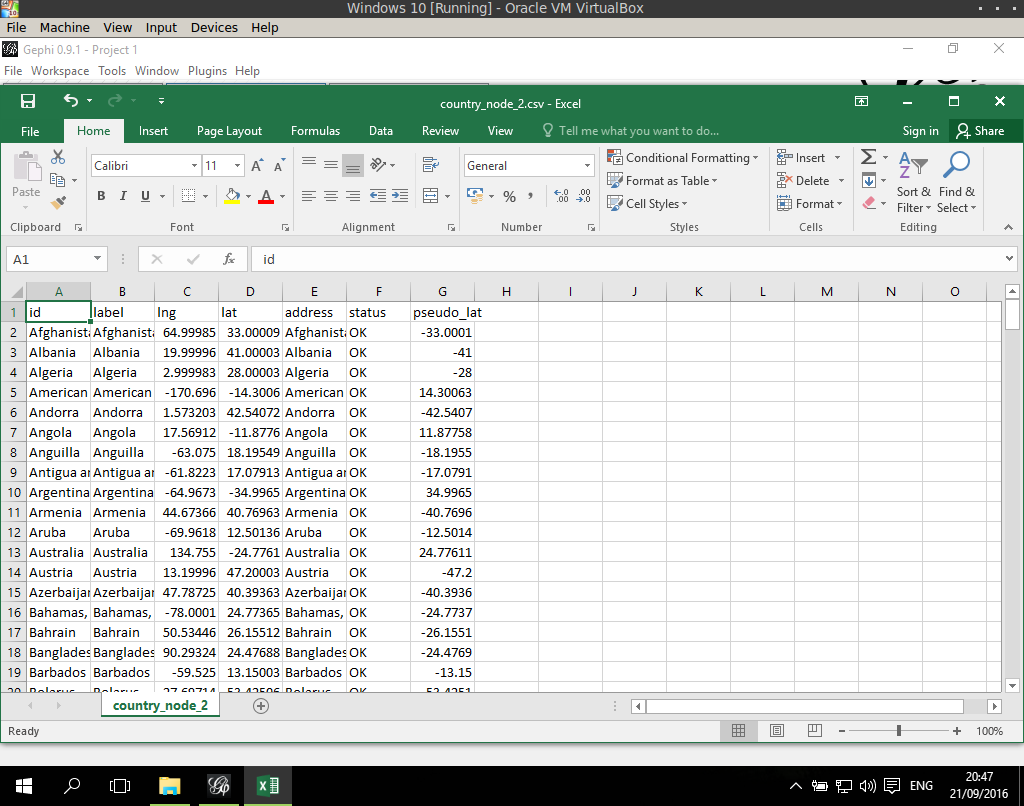 Windows 10 [Running] - Oracle VM VirtualBox
File Machine View Input Devices Help
Gephi 0.9.1 - Project 1
File Workspace Tools Window Plugins Help
country_node_2.csv - Excel
File Home Insert Page Layout Formulas Data Review View Tell me what you want to do... Sign in Share
Calibri 11 General Conditional Formatting Insert
Paste Format as Table Delete Sort & Find &
B I U A % , Cell Styles Format Filter Select
Clipboard Font Alignment Number Styles Cells Editing
A1 fx id
A B C D E F G H I J K L M N O
1 id label lng lat address status pseudo_lat
2 Afghanist Afghanist 64.99985 33.00009 Afghanist OK -33.0001
3 Albania Albania 19.99996 41.00003 Albania OK -41
4 Algeria Algeria 2.999983 28.00003 Algeria OK -28
5 American American -170.696 -14.3006 American OK 14.30063
6 Andorra Andorra 1.573203 42.54072 Andorra OK -42.5407
7 Angola Angola 17.56912 -11.8776 Angola OK 11.87758
8 Anguilla Anguilla -63.075 18.19549 Anguilla OK -18.1955
9 Antigua ar Antigua ar -61.8223 17.07913 Antigua ar OK -17.0791
10 Argentina Argentina -64.9673 -34.9965 Argentina OK 34.9965
11 Armenia Armenia 44.67366 40.76963 Armenia OK -40.7696
12 Aruba Aruba -69.9618 12.50136 Aruba OK -12.5014
13 Australia Australia 134.755 -24.7761 Australia OK 24.77611
14 Austria Austria 13.19996 47.20003 Austria OK -47.2
15 Azerbaijar Azerbaijar 47.78725 40.39363 Azerbaijar OK -40.3936
16 Bahamas, Bahamas, -78.0001 24.77365 Bahamas, OK -24.7737
17 Bahrain Bahrain 50.53446 26.15512 Bahrain OK -26.1551
18 Banglades Banglades 90.29324 24.47688 Banglades OK -24.4769
19 Barbados Barbados -59.525 13.15003 Barbados OK -13.15
country_node_2
Ready 100%
ENG 20:47
21/09/2016